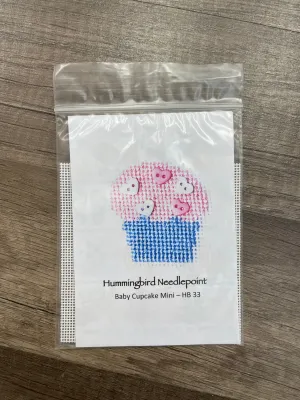 Hummingbird Needlepoint
Baby Cupcake Mini – HB 33